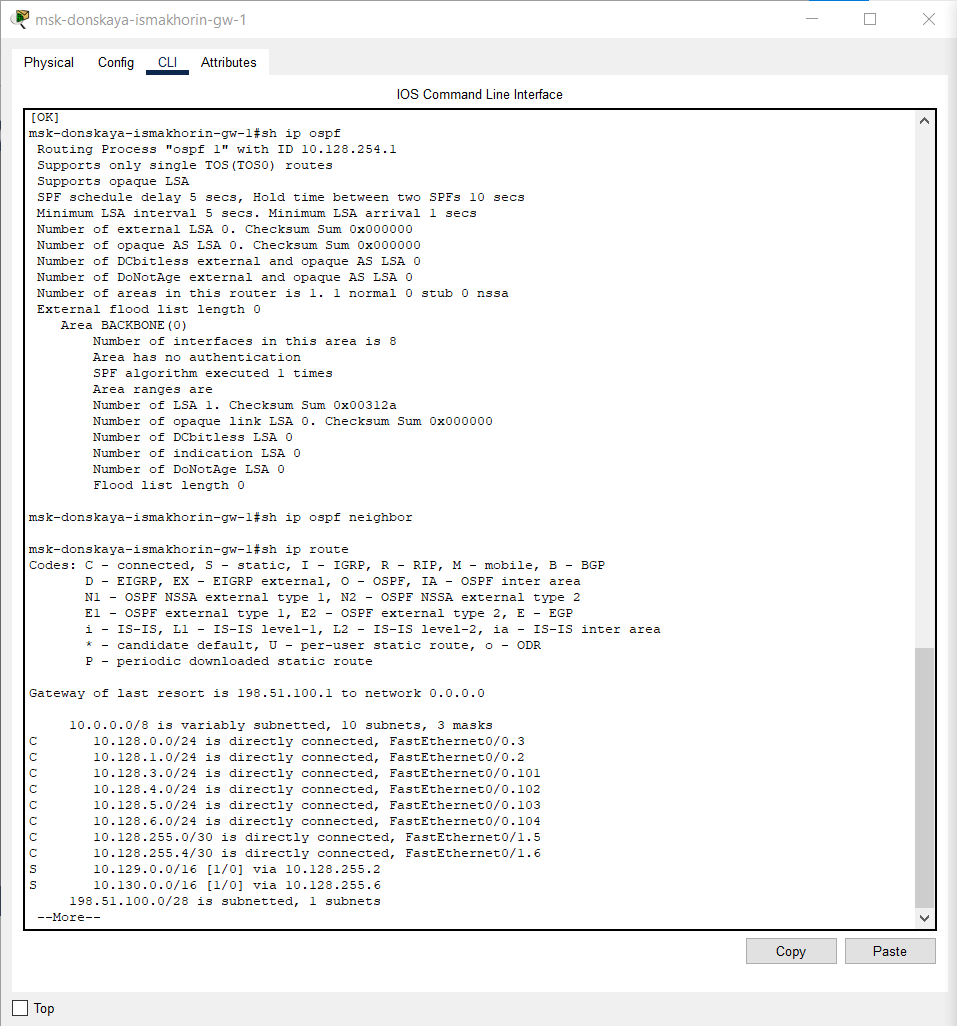 msk-donskaya-ismakhorin-gw-1
Physical Config CLI Attributes
IOS Command Line Interface
[OK]
msk-donskaya-ismakhorin-gw-1#sh ip ospf
Routing Process "ospf 1" with ID 10.128.254.1
Supports only single TOS(TOS0) routes
Supports opaque LSA
SPF schedule delay 5 secs, Hold time between two SPFs 10 secs
Minimum LSA interval 5 secs. Minimum LSA arrival 1 secs
Number of external LSA 0. Checksum Sum 0x000000
Number of opaque AS LSA 0. Checksum Sum 0x000000
Number of DCbitless external and opaque AS LSA 0
Number of DoNotAge external and opaque AS LSA 0
Number of areas in this router is 1. 1 normal 0 stub 0 nssa
External flood list length 0
Area BACKBONE(0)
Number of interfaces in this area is 8
Area has no authentication
SPF algorithm executed 1 times
Area ranges are
Number of LSA 1. Checksum Sum 0x00312a
Number of opaque link LSA 0. Checksum Sum 0x000000
Number of DCbitless LSA 0
Number of indication LSA 0
Number of DoNotAge LSA 0
Flood list length 0
msk-donskaya-ismakhorin-gw-1#sh ip ospf neighbor
msk-donskaya-ismakhorin-gw-1#sh ip route
Codes: C - connected, S - static, I - IGRP, R - RIP, M - mobile, B - BGP
D - EIGRP, EX - EIGRP external, O - OSPF, IA - OSPF inter area
N1 - OSPF NSSA external type 1, N2 - OSPF NSSA external type 2
E1 - OSPF external type 1, E2 - OSPF external type 2, E - EGP
i - IS-IS, L1 - IS-IS level-1, L2 - IS-IS level-2, ia - IS-IS inter area
* - candidate default, U - per-user static route, o - ODR
P - periodic downloaded static route
Gateway of last resort is 198.51.100.1 to network 0.0.0.0
10.0.0.0/8 is variably subnetted, 10 subnets, 3 masks
C 10.128.0.0/24 is directly connected, FastEthernet0/0.3
C 10.128.1.0/24 is directly connected, FastEthernet0/0.2
C 10.128.3.0/24 is directly connected, FastEthernet0/0.101
C 10.128.4.0/24 is directly connected, FastEthernet0/0.102
C 10.128.5.0/24 is directly connected, FastEthernet0/0.103
C 10.128.6.0/24 is directly connected, FastEthernet0/0.104
C 10.128.255.0/30 is directly connected, FastEthernet0/1.5
C 10.128.255.4/30 is directly connected, FastEthernet0/1.6
S 10.129.0.0/16 [1/0] via 10.128.255.2
S 10.130.0.0/16 [1/0] via 10.128.255.6
198.51.100.0/28 is subnetted, 1 subnets
--More--
Copy Paste
Top